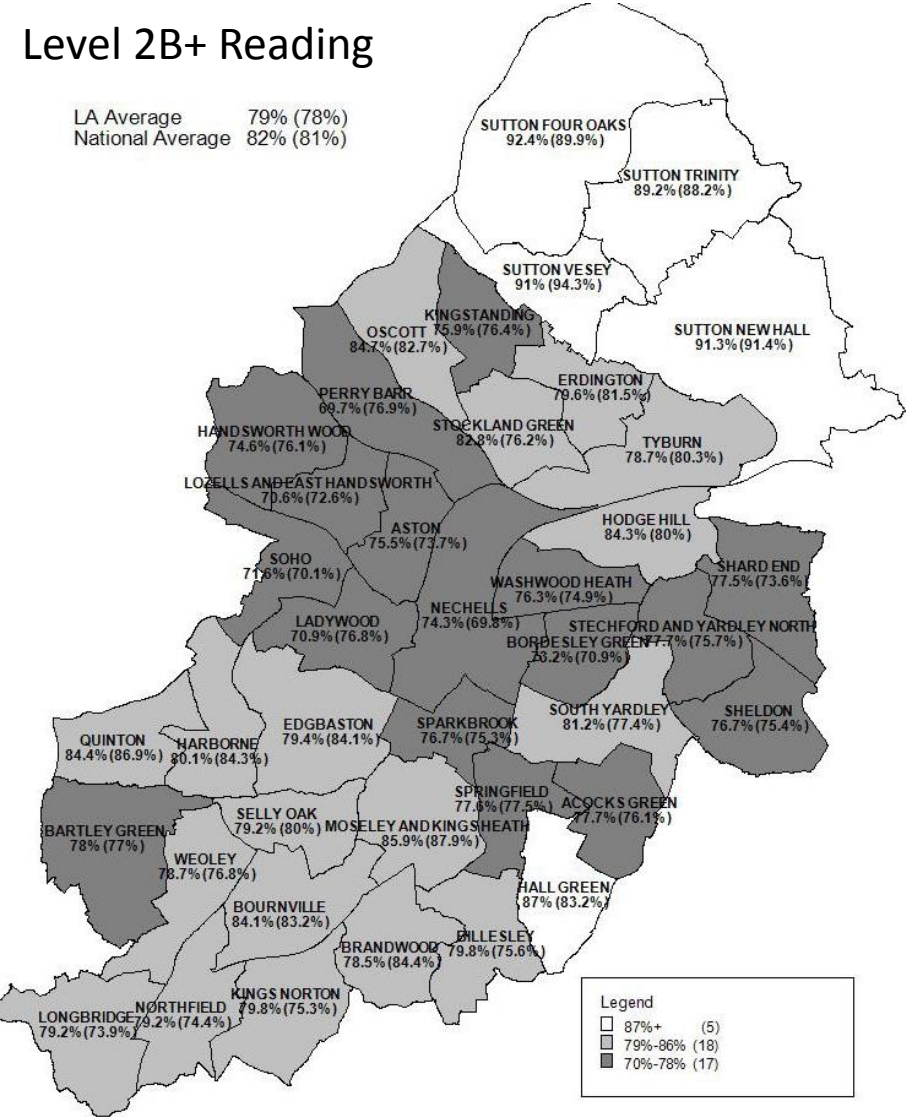 Level 2B+ Reading
LA Average 79% (78%)
National Average 82% (81%)
SUTTON FOUR OAKS
92.4%(89.9%)
SUTTON TRINITY
89.2%(88.2%)
SUTTON VESEY
91% (94.3%)
SUTTON NEW HALL
91.3%(91.4%)
KINGSTANDING
75.9%(76.4%)
OSCOTT
84.7%(82.7%)
ERDINGTON
79.6%(81.5%)
PERRY BARR
69.7%(76.9%)
STOCKLAND GREEN
82.8%(76.2%)
HANDSWORTH WOOD
74.6%(76.1%)
TYBURN
78.7%(80.3%)
LOZELLS AND EAST HANDSWORTH
70.6%(72.6%)
HODGE HILL
84.3%(80%)
ASTON
75.5%(73.7%)
SOHO
71.6%(70.1%)
SHARD END
77.5%(73.6%)
WASHWOOD HEATH
76.3%(74.9%)
NECHELLS
74.3%(69.8%)
LADYWOOD
70.9%(76.8%)
STECHFORD AND YARDLEY NORTH
77.7%(75.7%)
BORDESLEY GREEN
73.2%(70.9%)
SOUTH YARDLEY
81.2%(77.4%)
SHELDON
76.7%(75.4%)
EDGBASTON
79.4%(84.1%)
SPARKBROOK
76.7%(75.3%)
QUINTON
84.4%(86.9%)
HARBORNE
80.1%(84.3%)
SPRINGFIELD
77.6%(77.5%)
ACOCKS GREEN
77.7%(76.1%)
SELLY OAK
79.2%(80%)
MOSELEY AND KINGS HEATH
85.9%(87.9%)
BARTLEY GREEN
78% (77%)
WEOLEY
78.7%(76.8%)
HALL GREEN
87%(83.2%)
BOURNVILLE
84.1%(83.2%)
BRANDWOOD
78.5%(84.4%)
BILLESLEY
79.8%(75.6%)
KINGS NORTON
79.8%(75.3%)
NORTHFIELD
79.2%(74.4%)
LONGBRIDGE
79.2%(73.9%)
Legend
87%+ (5)
79%-86% (18)
70%-78% (17)